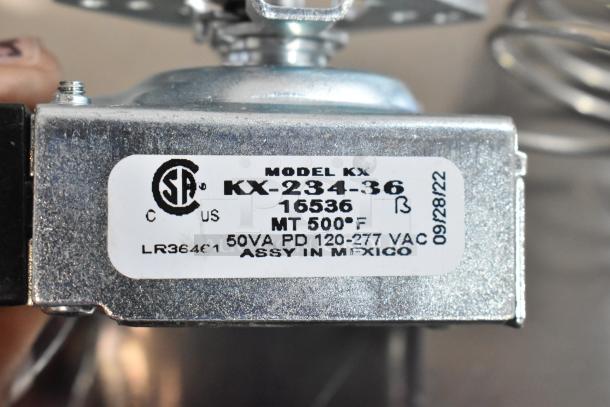 MODEL KX
KX-234-36
16536 B
MT 500°F
50VA PD 120-277 VAC
ASSY IN MEXICO
LR36461
SA
C US
09/28/22